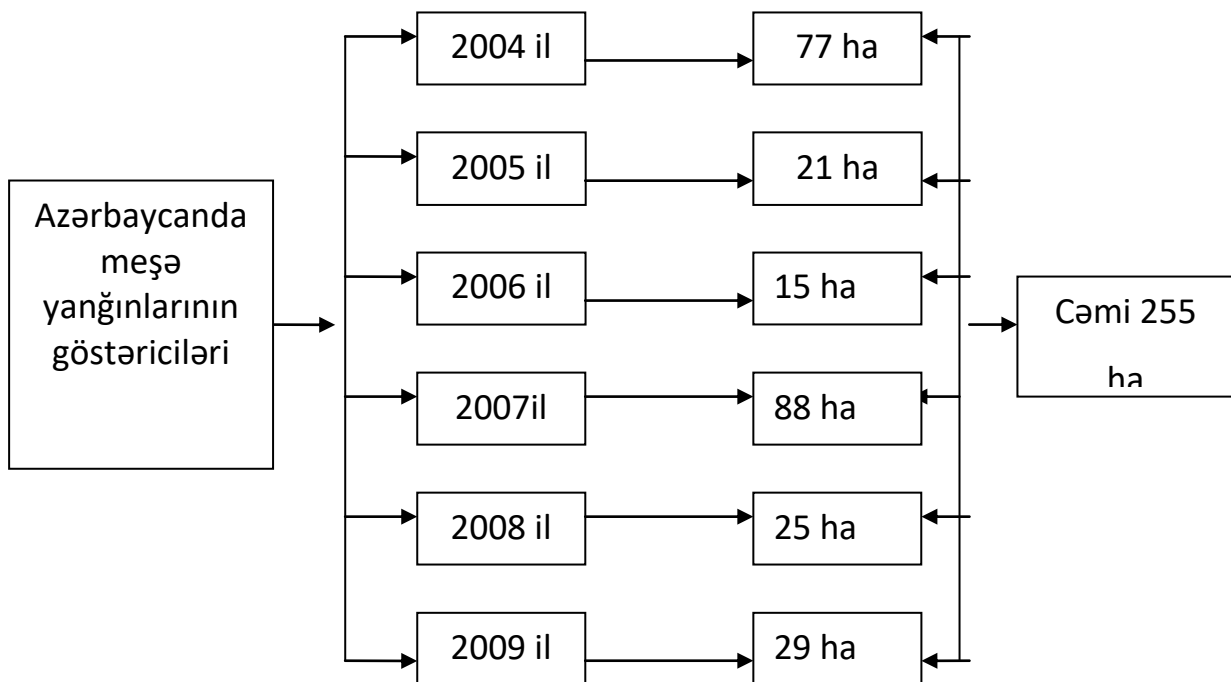 2004 il
77 ha
2005 il
21 ha
Azərbaycanda
meşə
yanğınlarının
göstəriciləri
2006 il
15 ha
Cəmi 255
ha
2007il
88 ha
2008 il
25 ha
2009 il
29 ha